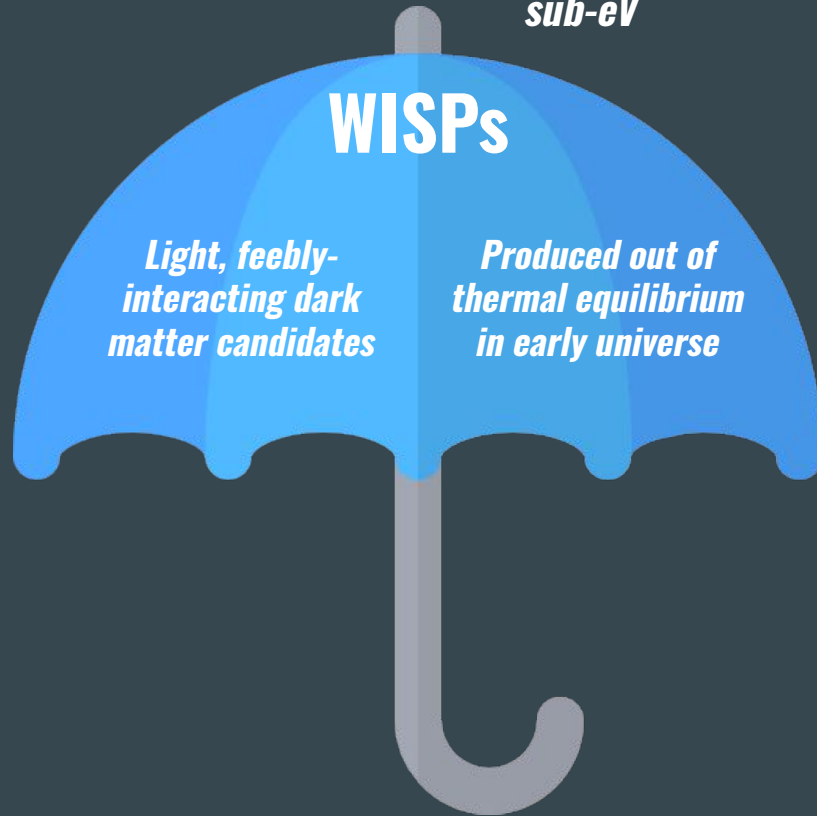 sub-eV
WISPs
Light, feebly-
interacting dark
matter candidates
Produced out of
thermal equilibrium
in early universe